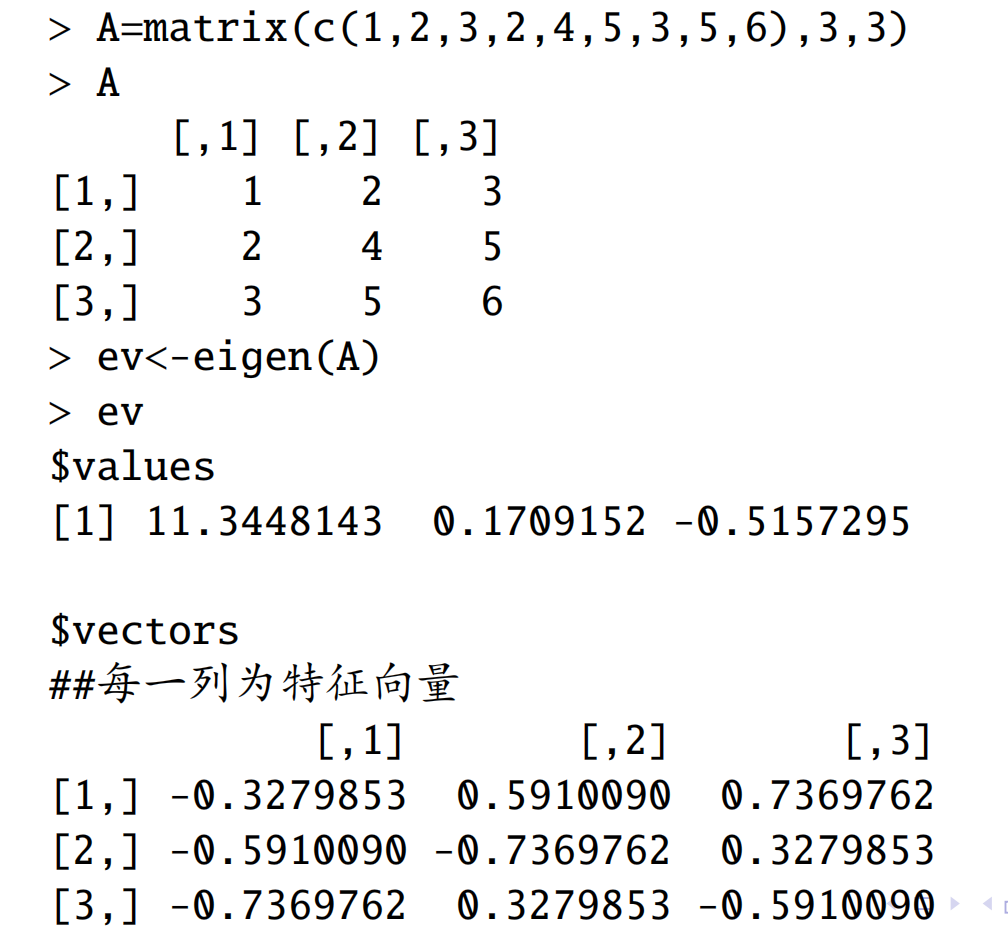 > A=matrix(c(1,2,3,2,4,5,3,5,6),3,3)
> A
     [,1] [,2] [,3]
[1,]    1    2    3
[2,]    2    4    5
[3,]    3    5    6
> ev<-eigen(A)
> ev
$values
[1] 11.3448143  0.1709152 -0.5157295

$vectors
##每一列为特征向量
           [,1]       [,2]       [,3]
[1,] -0.3279853  0.5910090  0.7369762
[2,] -0.5910090 -0.7369762  0.3279853
[3,] -0.7369762  0.3279853 -0.5910090